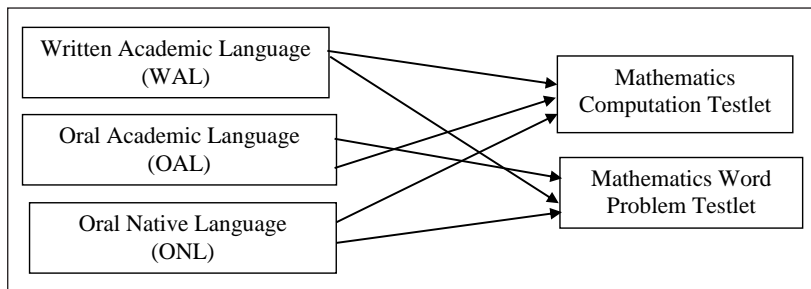 Written Academic Language
(WAL)
Oral Academic Language
(OAL)
Oral Native Language
(ONL)
Mathematics
Computation Testlet
Mathematics Word
Problem Testlet